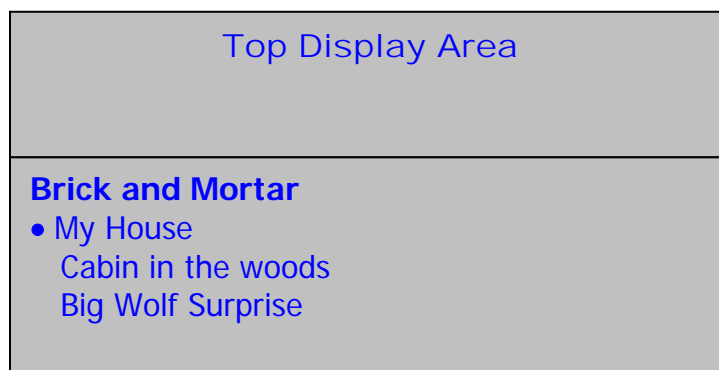 Top Display Area
Brick and Mortar
• My House
Cabin in the woods
Big Wolf Surprise